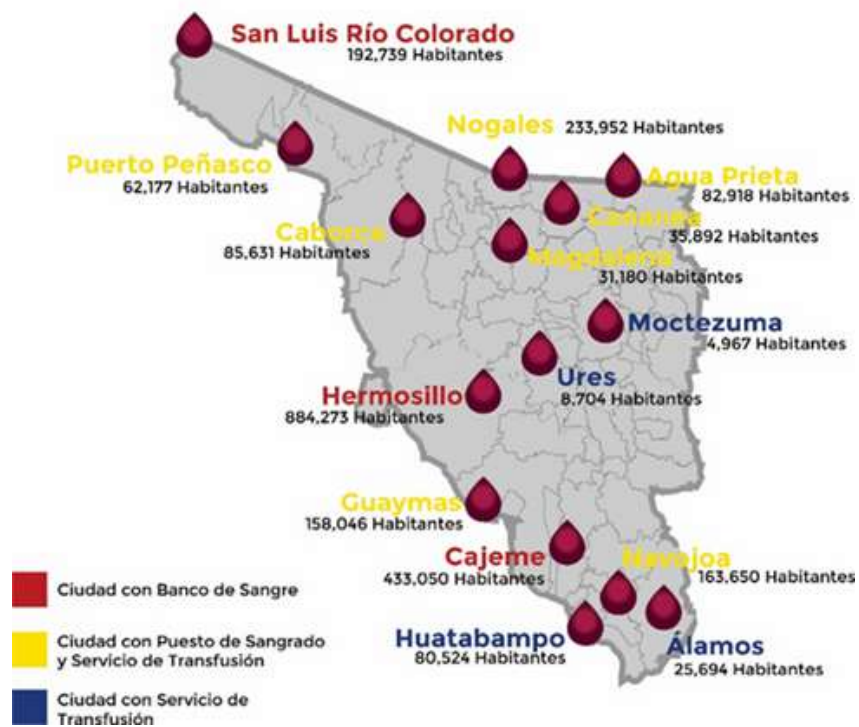 San Luis Río Colorado
192,739 Habitantes
Nogales
233,952 Habitantes
Puerto Peñasco
62,177 Habitantes
Agua Prieta
82,918 Habitantes
Cananea
35,892 Habitantes
Caborca
85,631 Habitantes
Magdalena
31,180 Habitantes
Moctezuma
4,967 Habitantes
Ures
8,704 Habitantes
Hermosillo
884,273 Habitantes
Guaymas
158,046 Habitantes
Cajeme
433,050 Habitantes
Navojoa
163,650 Habitantes
Huatabampo
80,524 Habitantes
Álamos
25,694 Habitantes
Ciudad con Banco de Sangre
Ciudad con Puesto de Sangrado
y Servicio de Transfusión
Ciudad con Servicio de
Transfusión